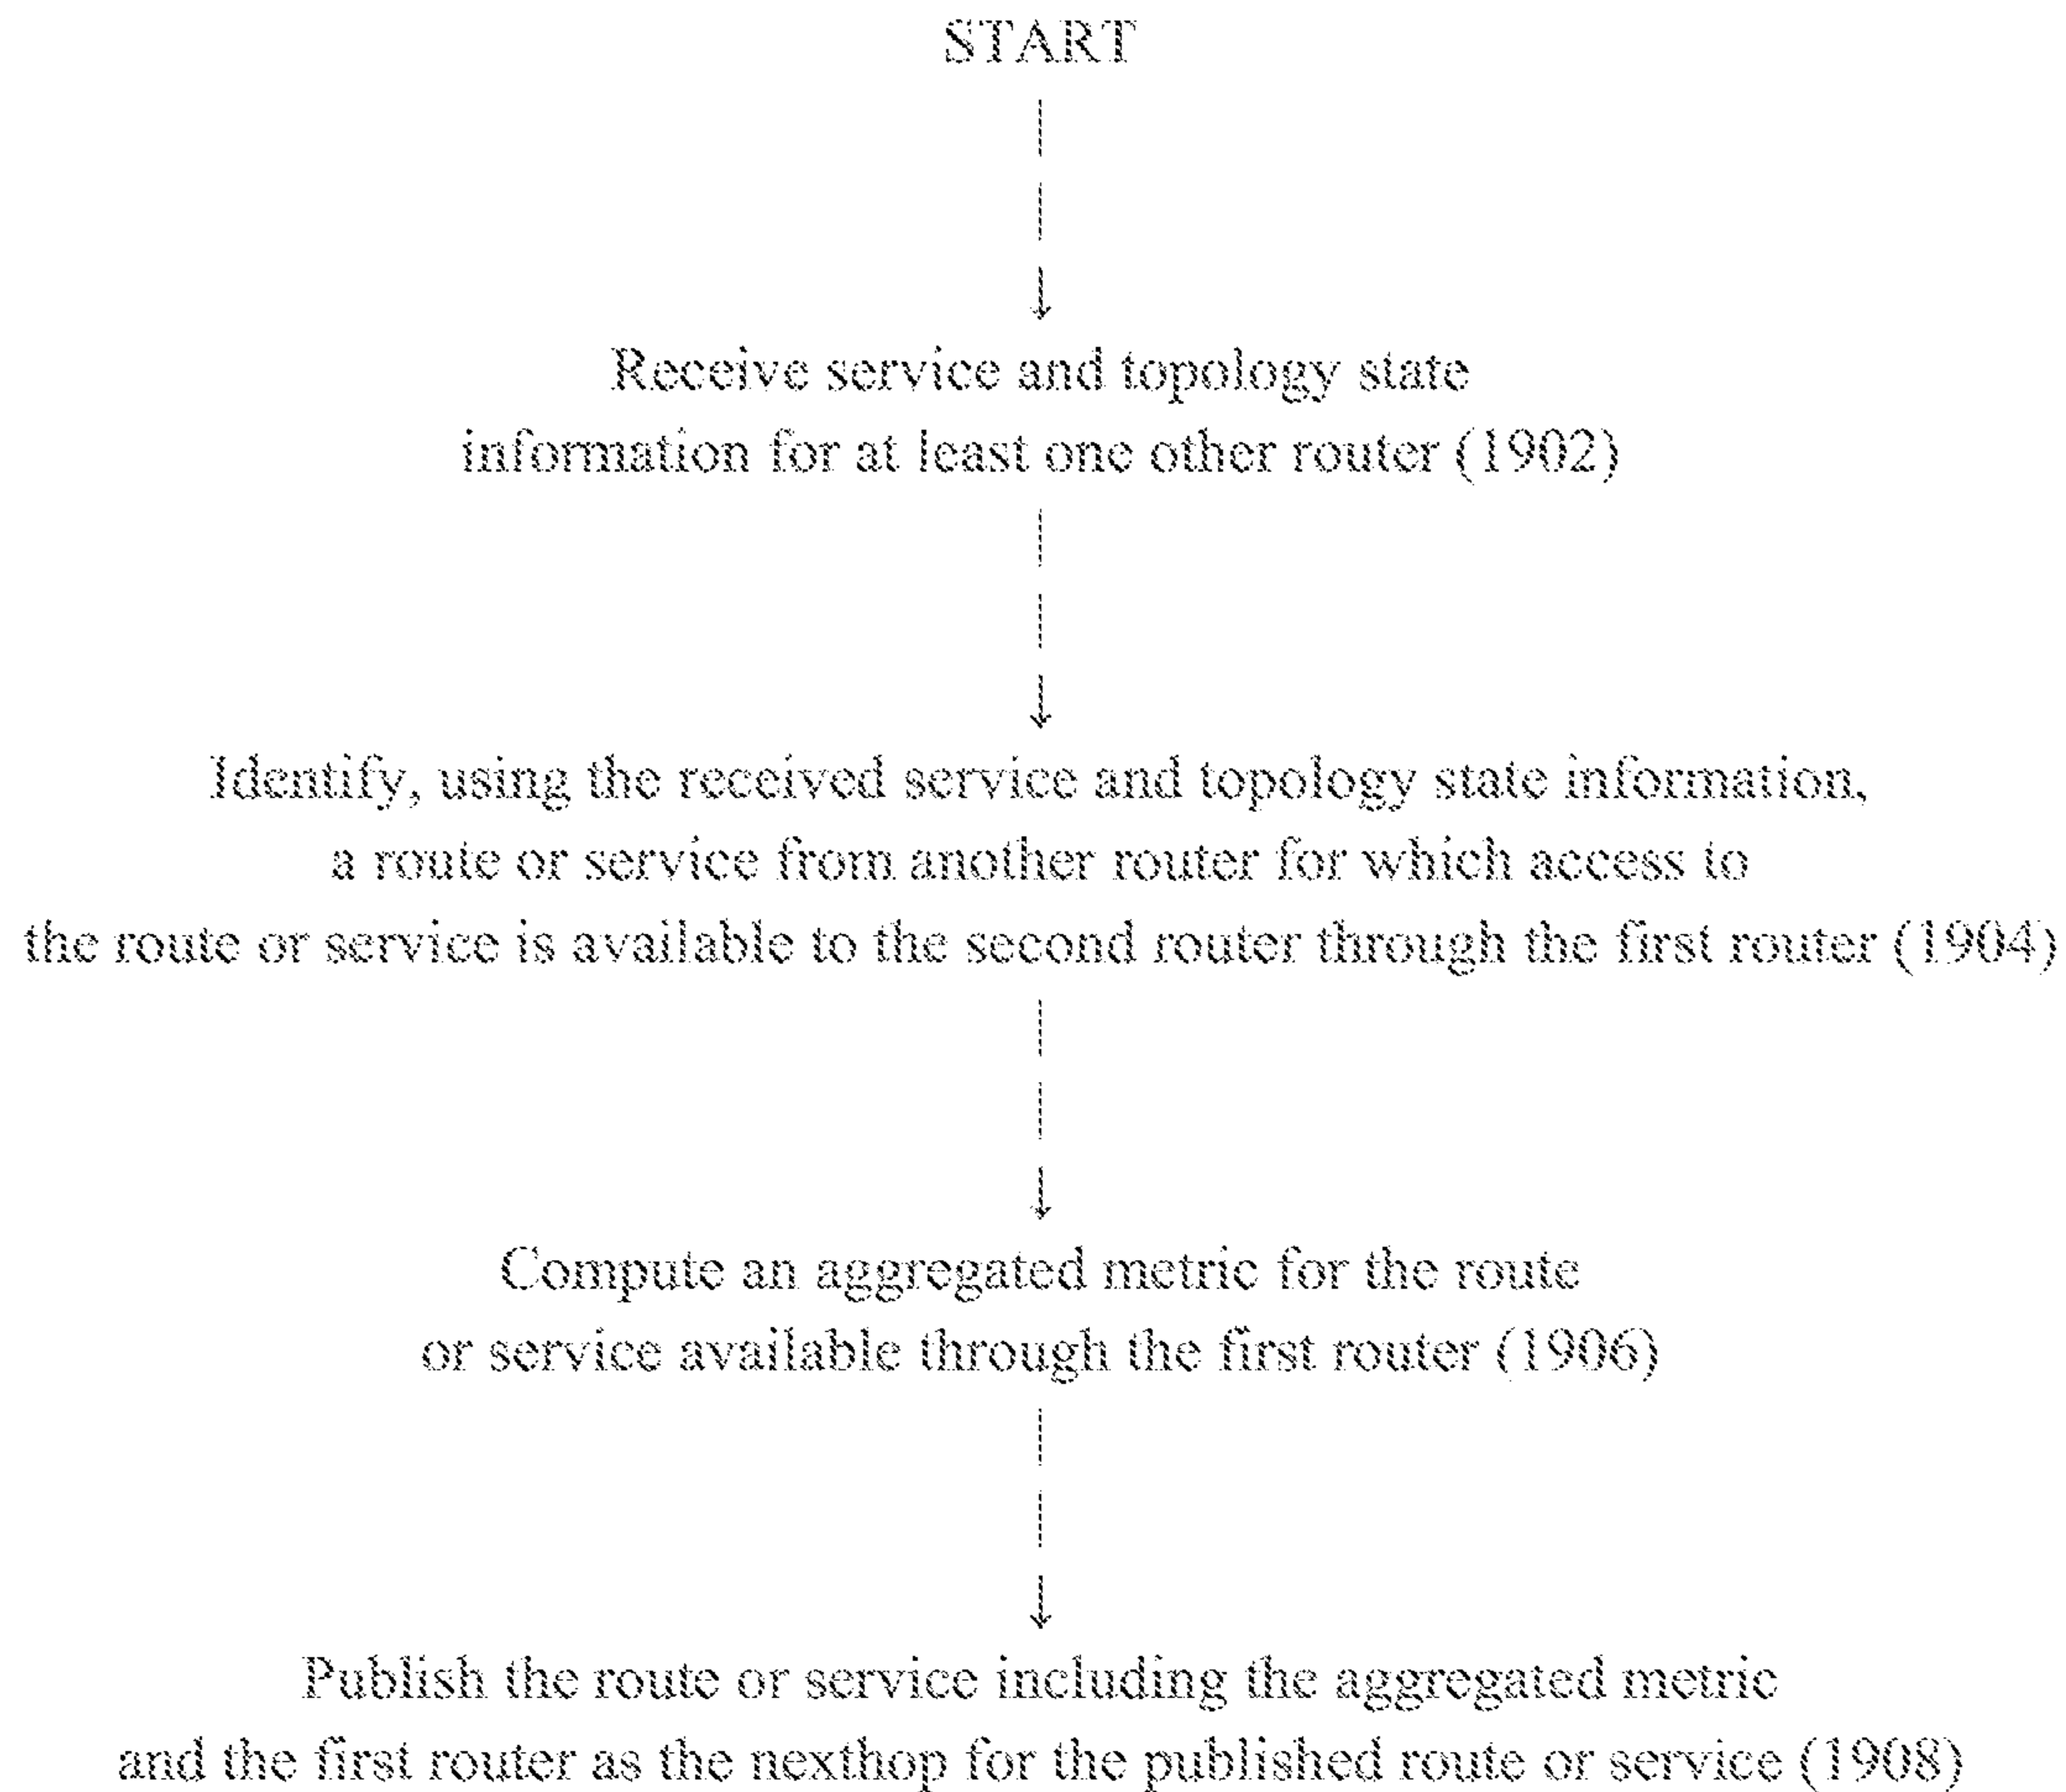 START
Receive service and topology state
information for at least one other router (1902)
Identify, using the received service and topology state information,
a route or service from another router for which access to
the route or service is available to the second router through the first router (1904)
Compute an aggregated metric for the route
or service available through the first router (1906)
Publish the route or service including the aggregated metric
and the first router as the nexthop for the published route or service (1908)